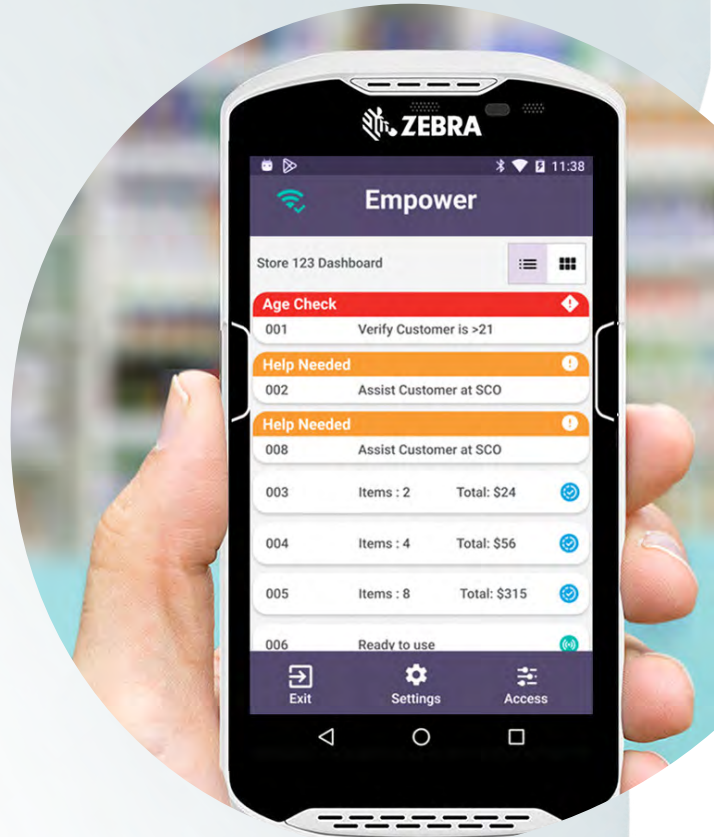 ZEBRA
11:38
Empower
Store 123 Dashboard
Age Check
001 Verify Customer is >21
Help Needed
002 Assist Customer at SCO
Help Needed
008 Assist Customer at SCO
003 Items : 2 Total: $24
004 Items : 4 Total: $56
005 Items : 8 Total: $315
006 Ready to use
Exit Settings Access